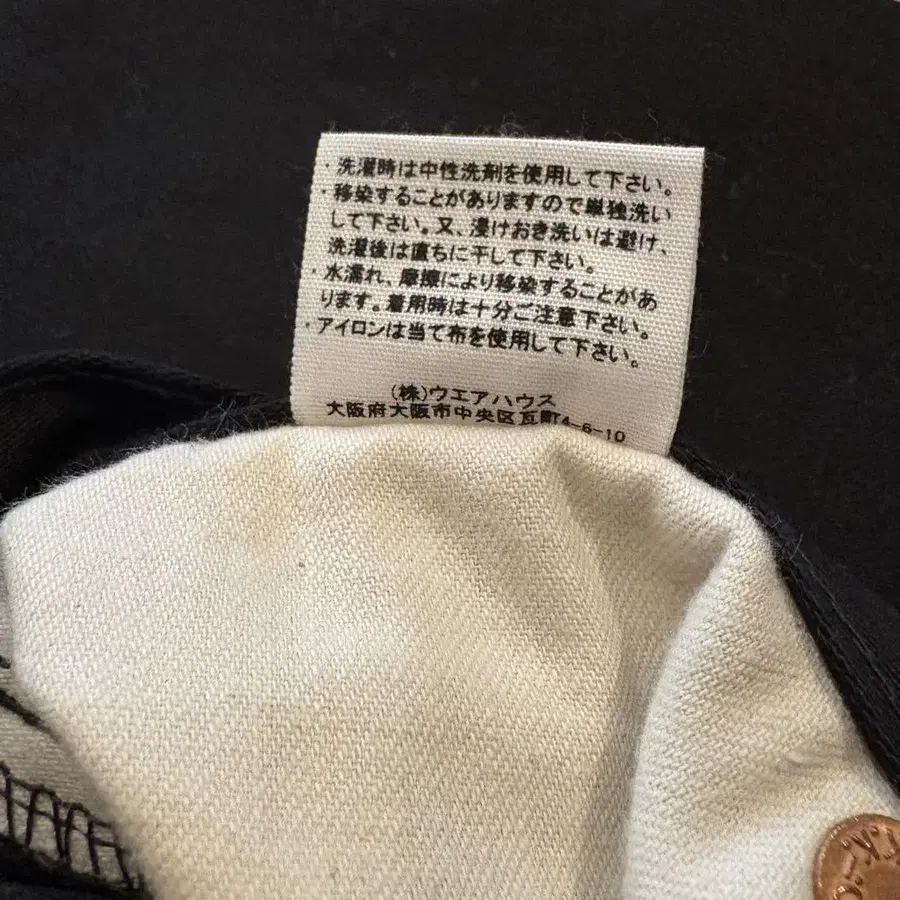 ・洗濯時は中性洗剤を使用して下さい。
・移染することがありますので単独洗い
して下さい。又、浸けおき洗いは避け、
洗濯後は直ちに干して下さい。
・水濡れ、摩擦により移染することがあ
ります。着用時は十分ご注意下さい。
・アイロンは当て布を使用して下さい。
(株)ウエアハウス
大阪府大阪市中央区瓦町4-6-10